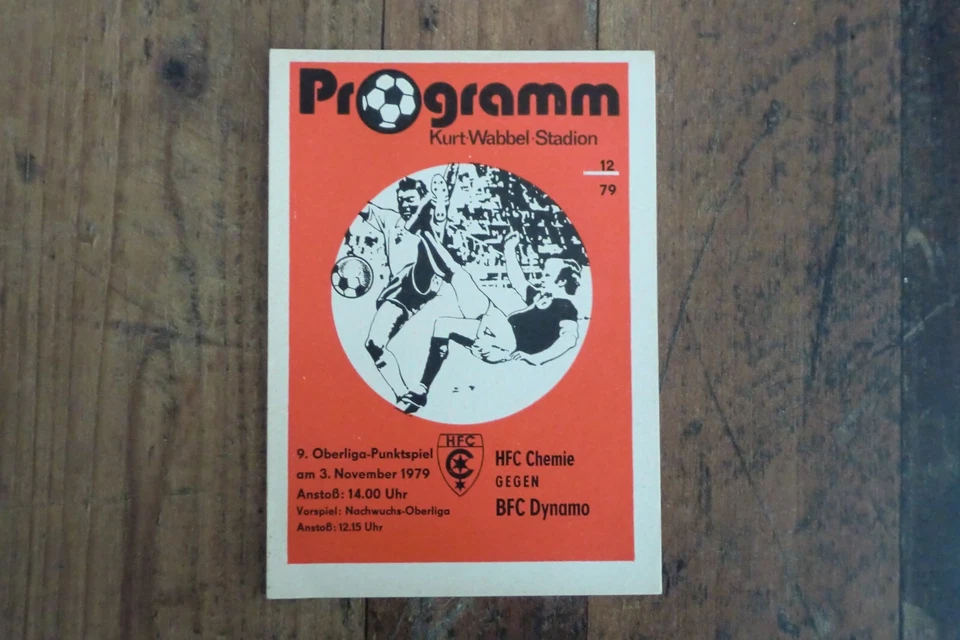 Programm
Kurt-Wabbel-Stadion
12
79
9. Oberliga-Punktspiel
am 3. November 1979
Anstoß: 14.00 Uhr
Vorspiel: Nachwuchs-Oberliga
Anstoß: 12.15 Uhr
HFC
HFC Chemie
GEGEN
BFC Dynamo